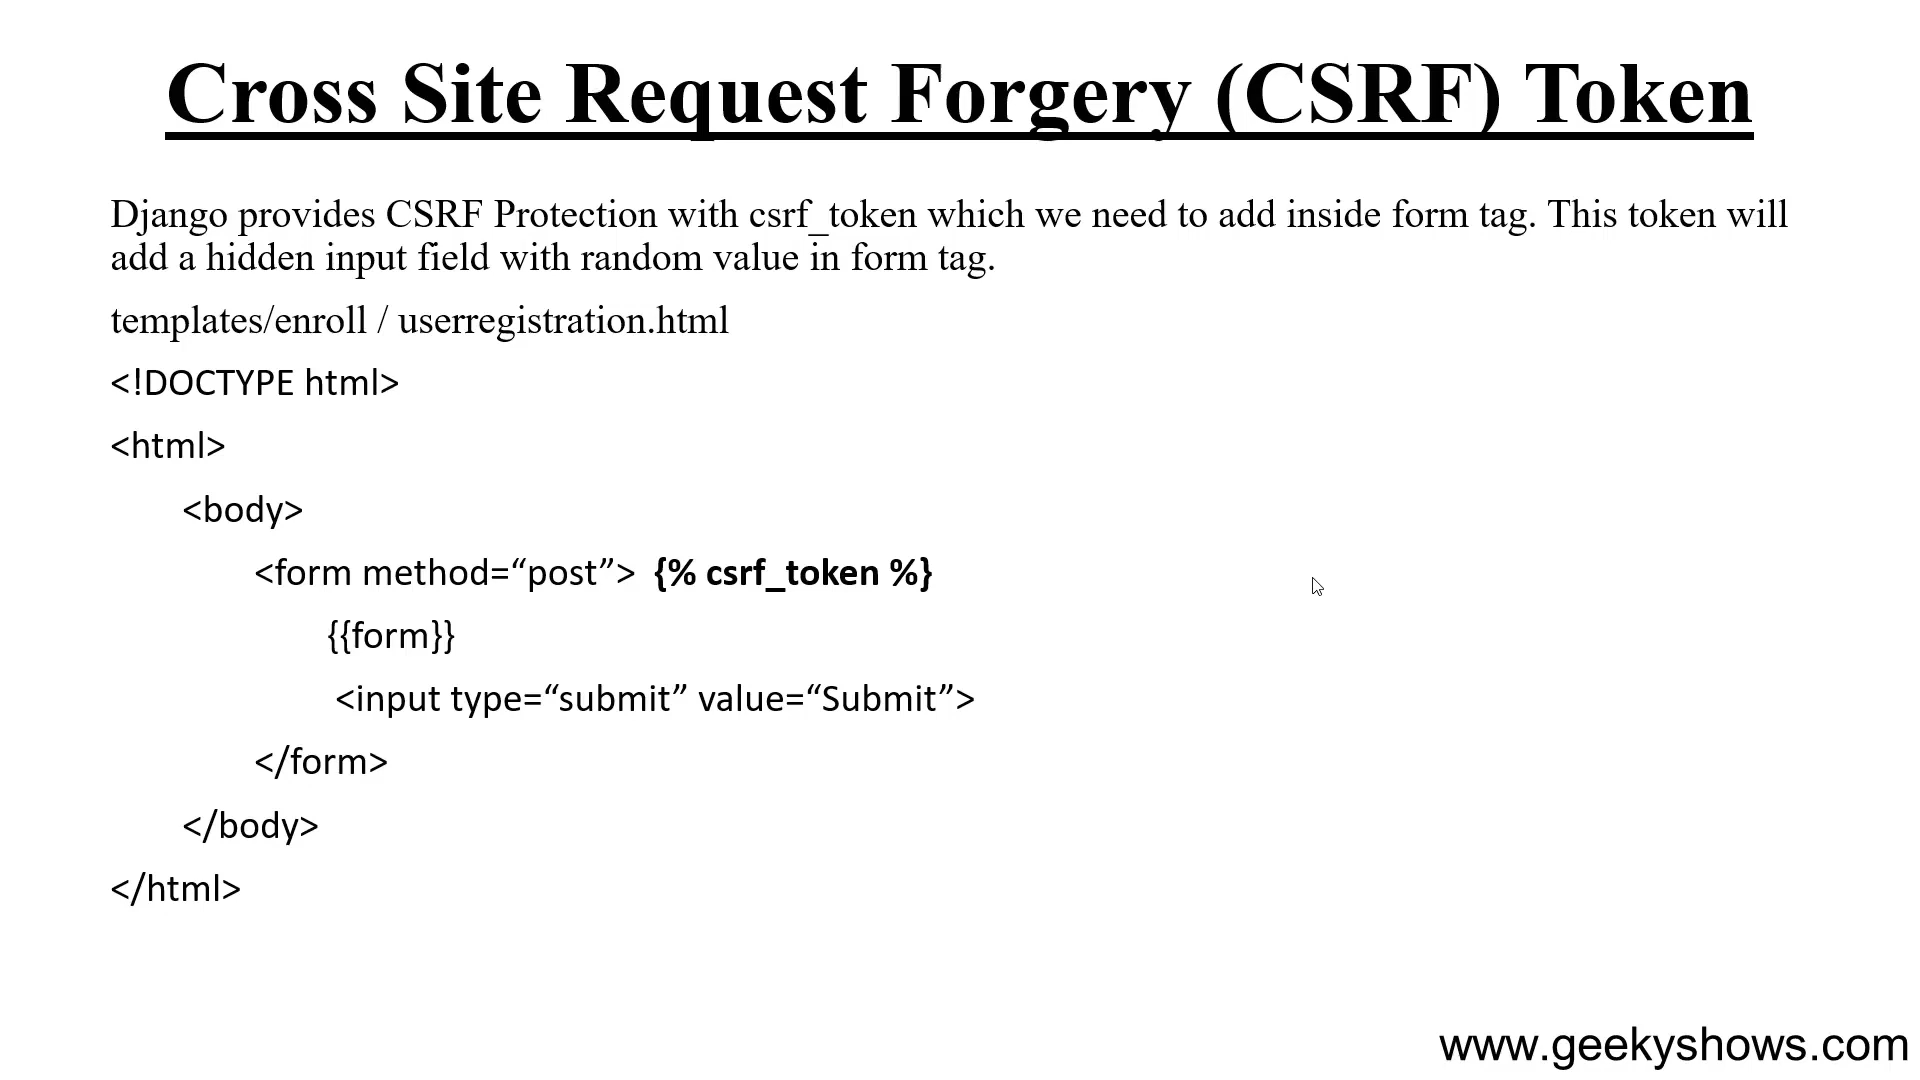 Cross Site Request Forgery (CSRF) Token
Django provides CSRF Protection with csrf_token which we need to add inside form tag. This token will
add a hidden input field with random value in form tag.
templates/enroll / userregistration.html
<!DOCTYPE html>
<html>
<body>
<form method=“post”> {% csrf_token %}
{{form}}
<input type=“submit” value=“Submit”>
</form>
</body>
</html>
www.geekyshows.com